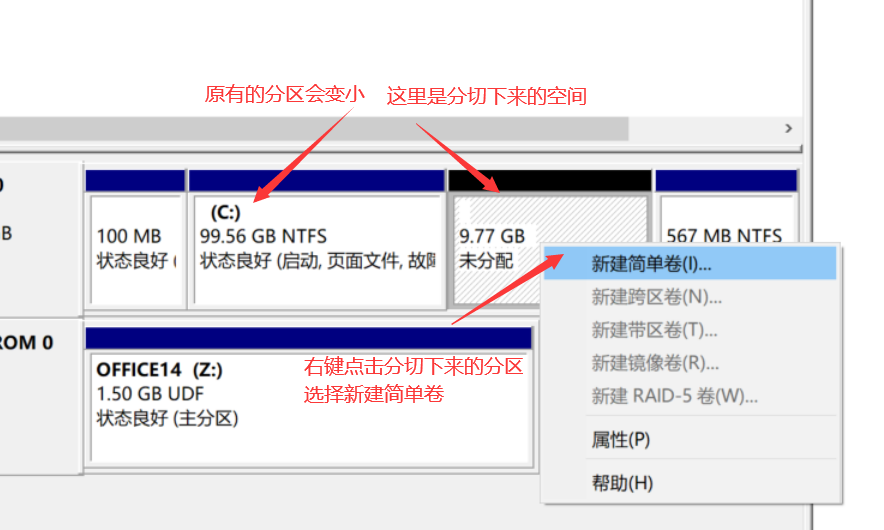 原有的分区会变小 这里是分切下来的空间
0
B
100 MB
状态良好 (
(C:)
99.56 GB NTFS
状态良好 (启动, 页面文件, 故障
9.77 GB
未分配
567 MB NTFS
新建简单卷(I)...
新建跨区卷(N)...
新建带区卷(T)...
新建镜像卷(R)...
新建 RAID-5 卷(W)...
属性(P)
帮助(H)
ROM 0
OFFICE14 (Z:)
1.50 GB UDF
状态良好 (主分区)
右键点击分切下来的分区
选择新建简单卷